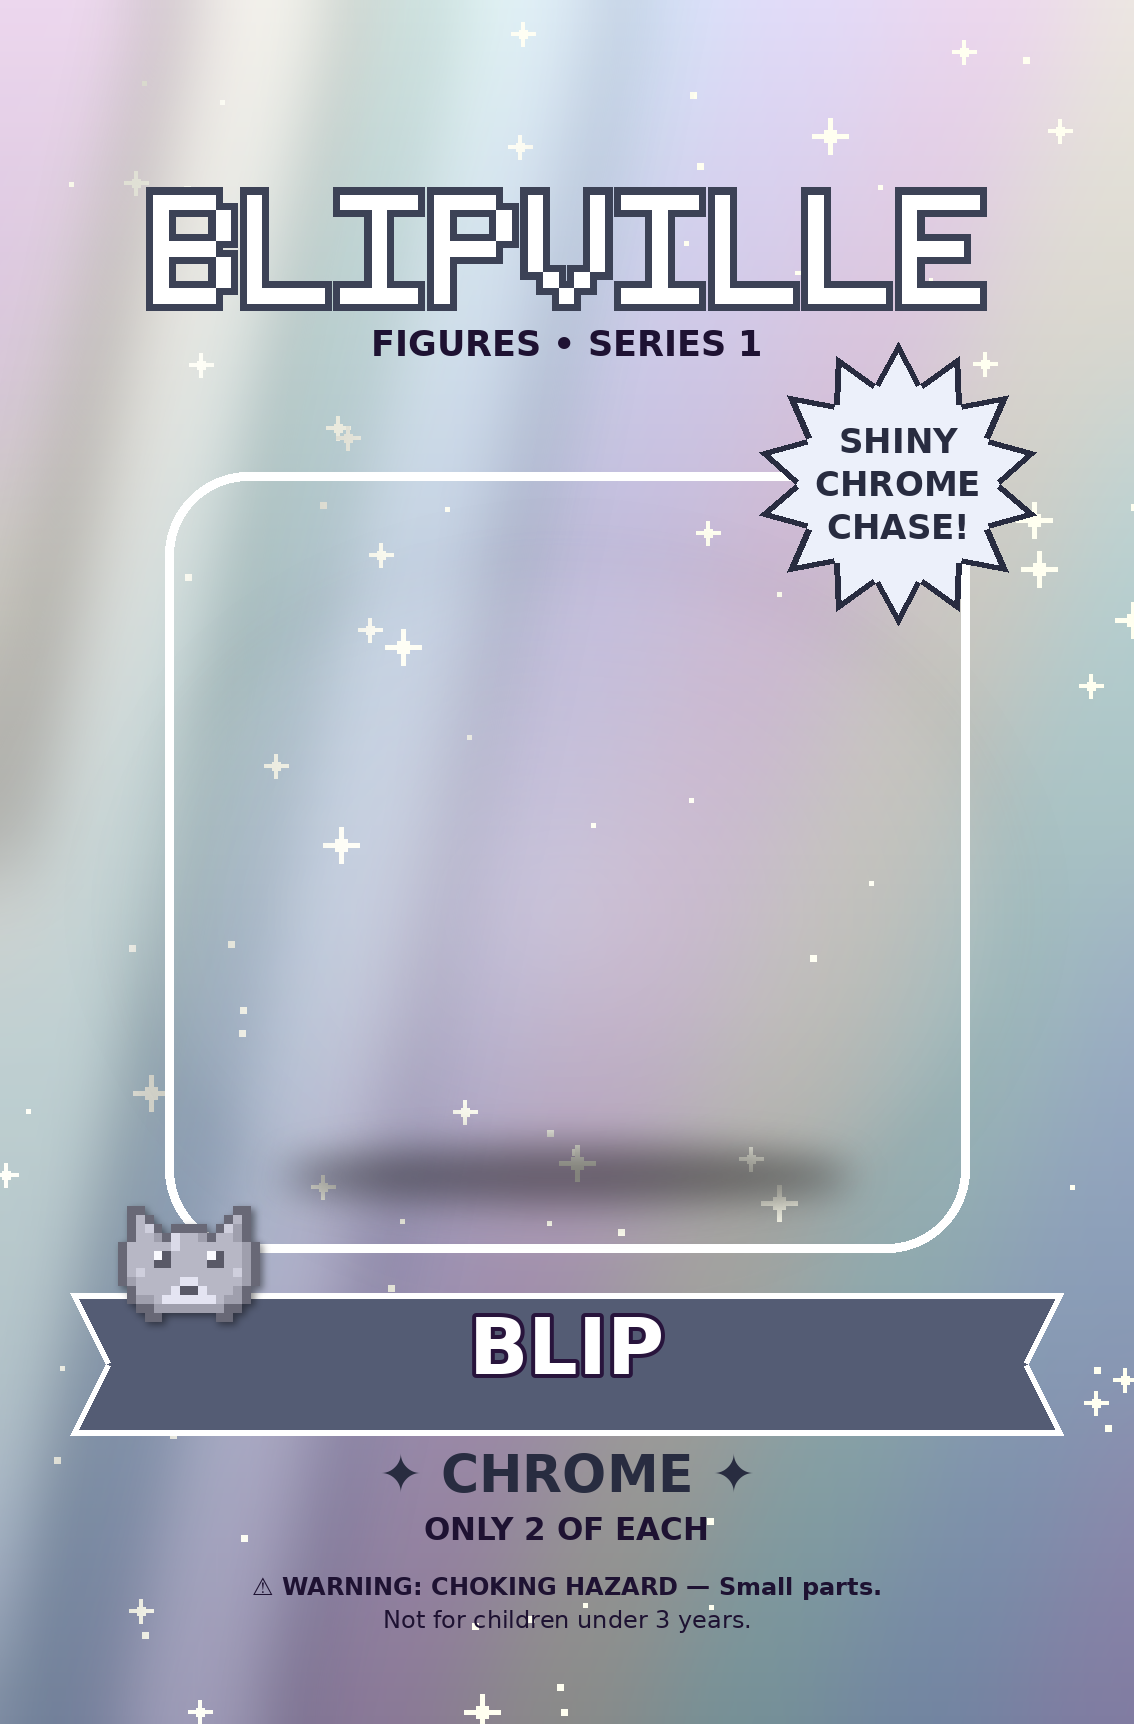 BLIPVILLE
FIGURES • SERIES 1
SHINY
CHROME
CHASE!
BLIP
✦ CHROME ✦
ONLY 2 OF EACH
⚠ WARNING: CHOKING HAZARD — Small parts.
Not for children under 3 years.